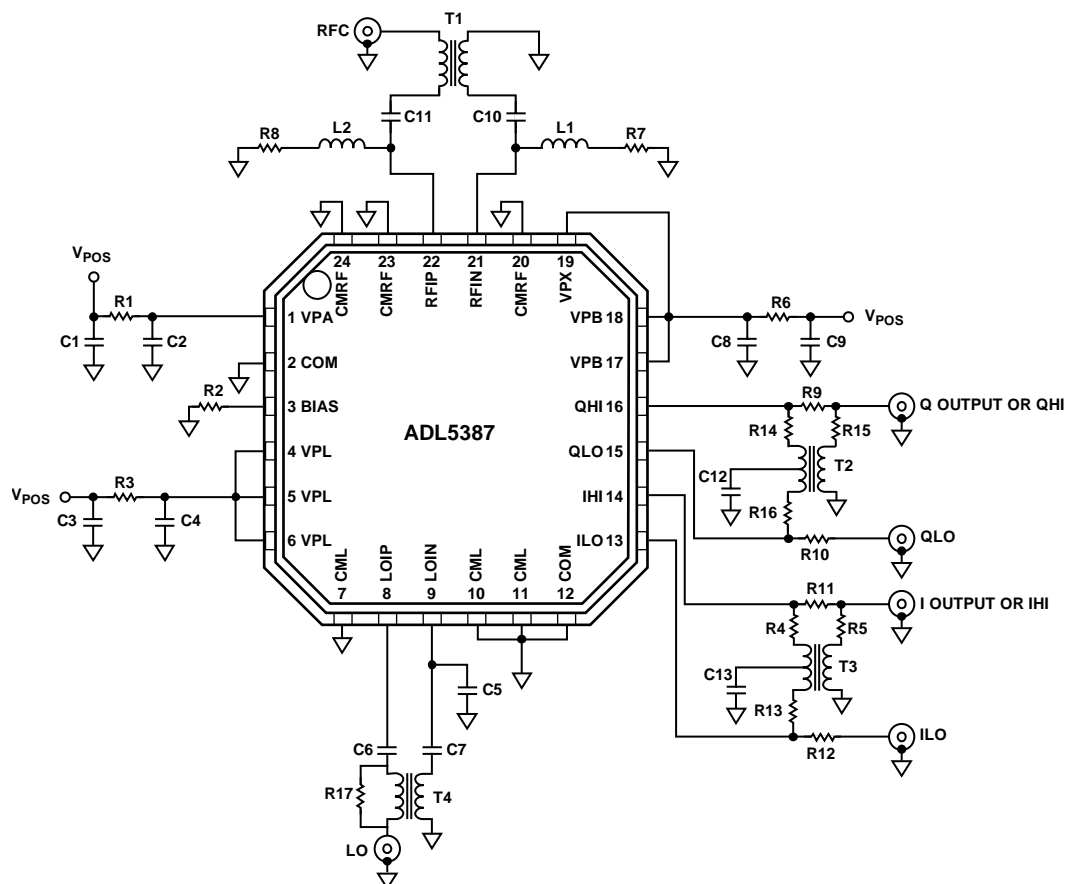 RFC
T1
C11
C10
R8
L2
L1
R7
24 23 22 21 20 19
CMRF CMRF RFIP RFIN CMRF VPX
VPOS
R1
C1
C2
1 VPA
2 COM
R2
3 BIAS
4 VPL
VPOS
R3
5 VPL
C3
C4
6 VPL
ADL5387
VPB 18
VPB 17
QHI 16
QLO 15
IHI 14
ILO 13
R6
VPOS
C8
C9
R9
Q OUTPUT OR QHI
R14
R15
C12
T2
R16
QLO
R10
R11
I OUTPUT OR IHI
R4
R5
C13
T3
R13
ILO
R12
CML LOIP LOIN CML CML COM
7 8 9 10 11 12
C5
C6
C7
R17
T4
LO